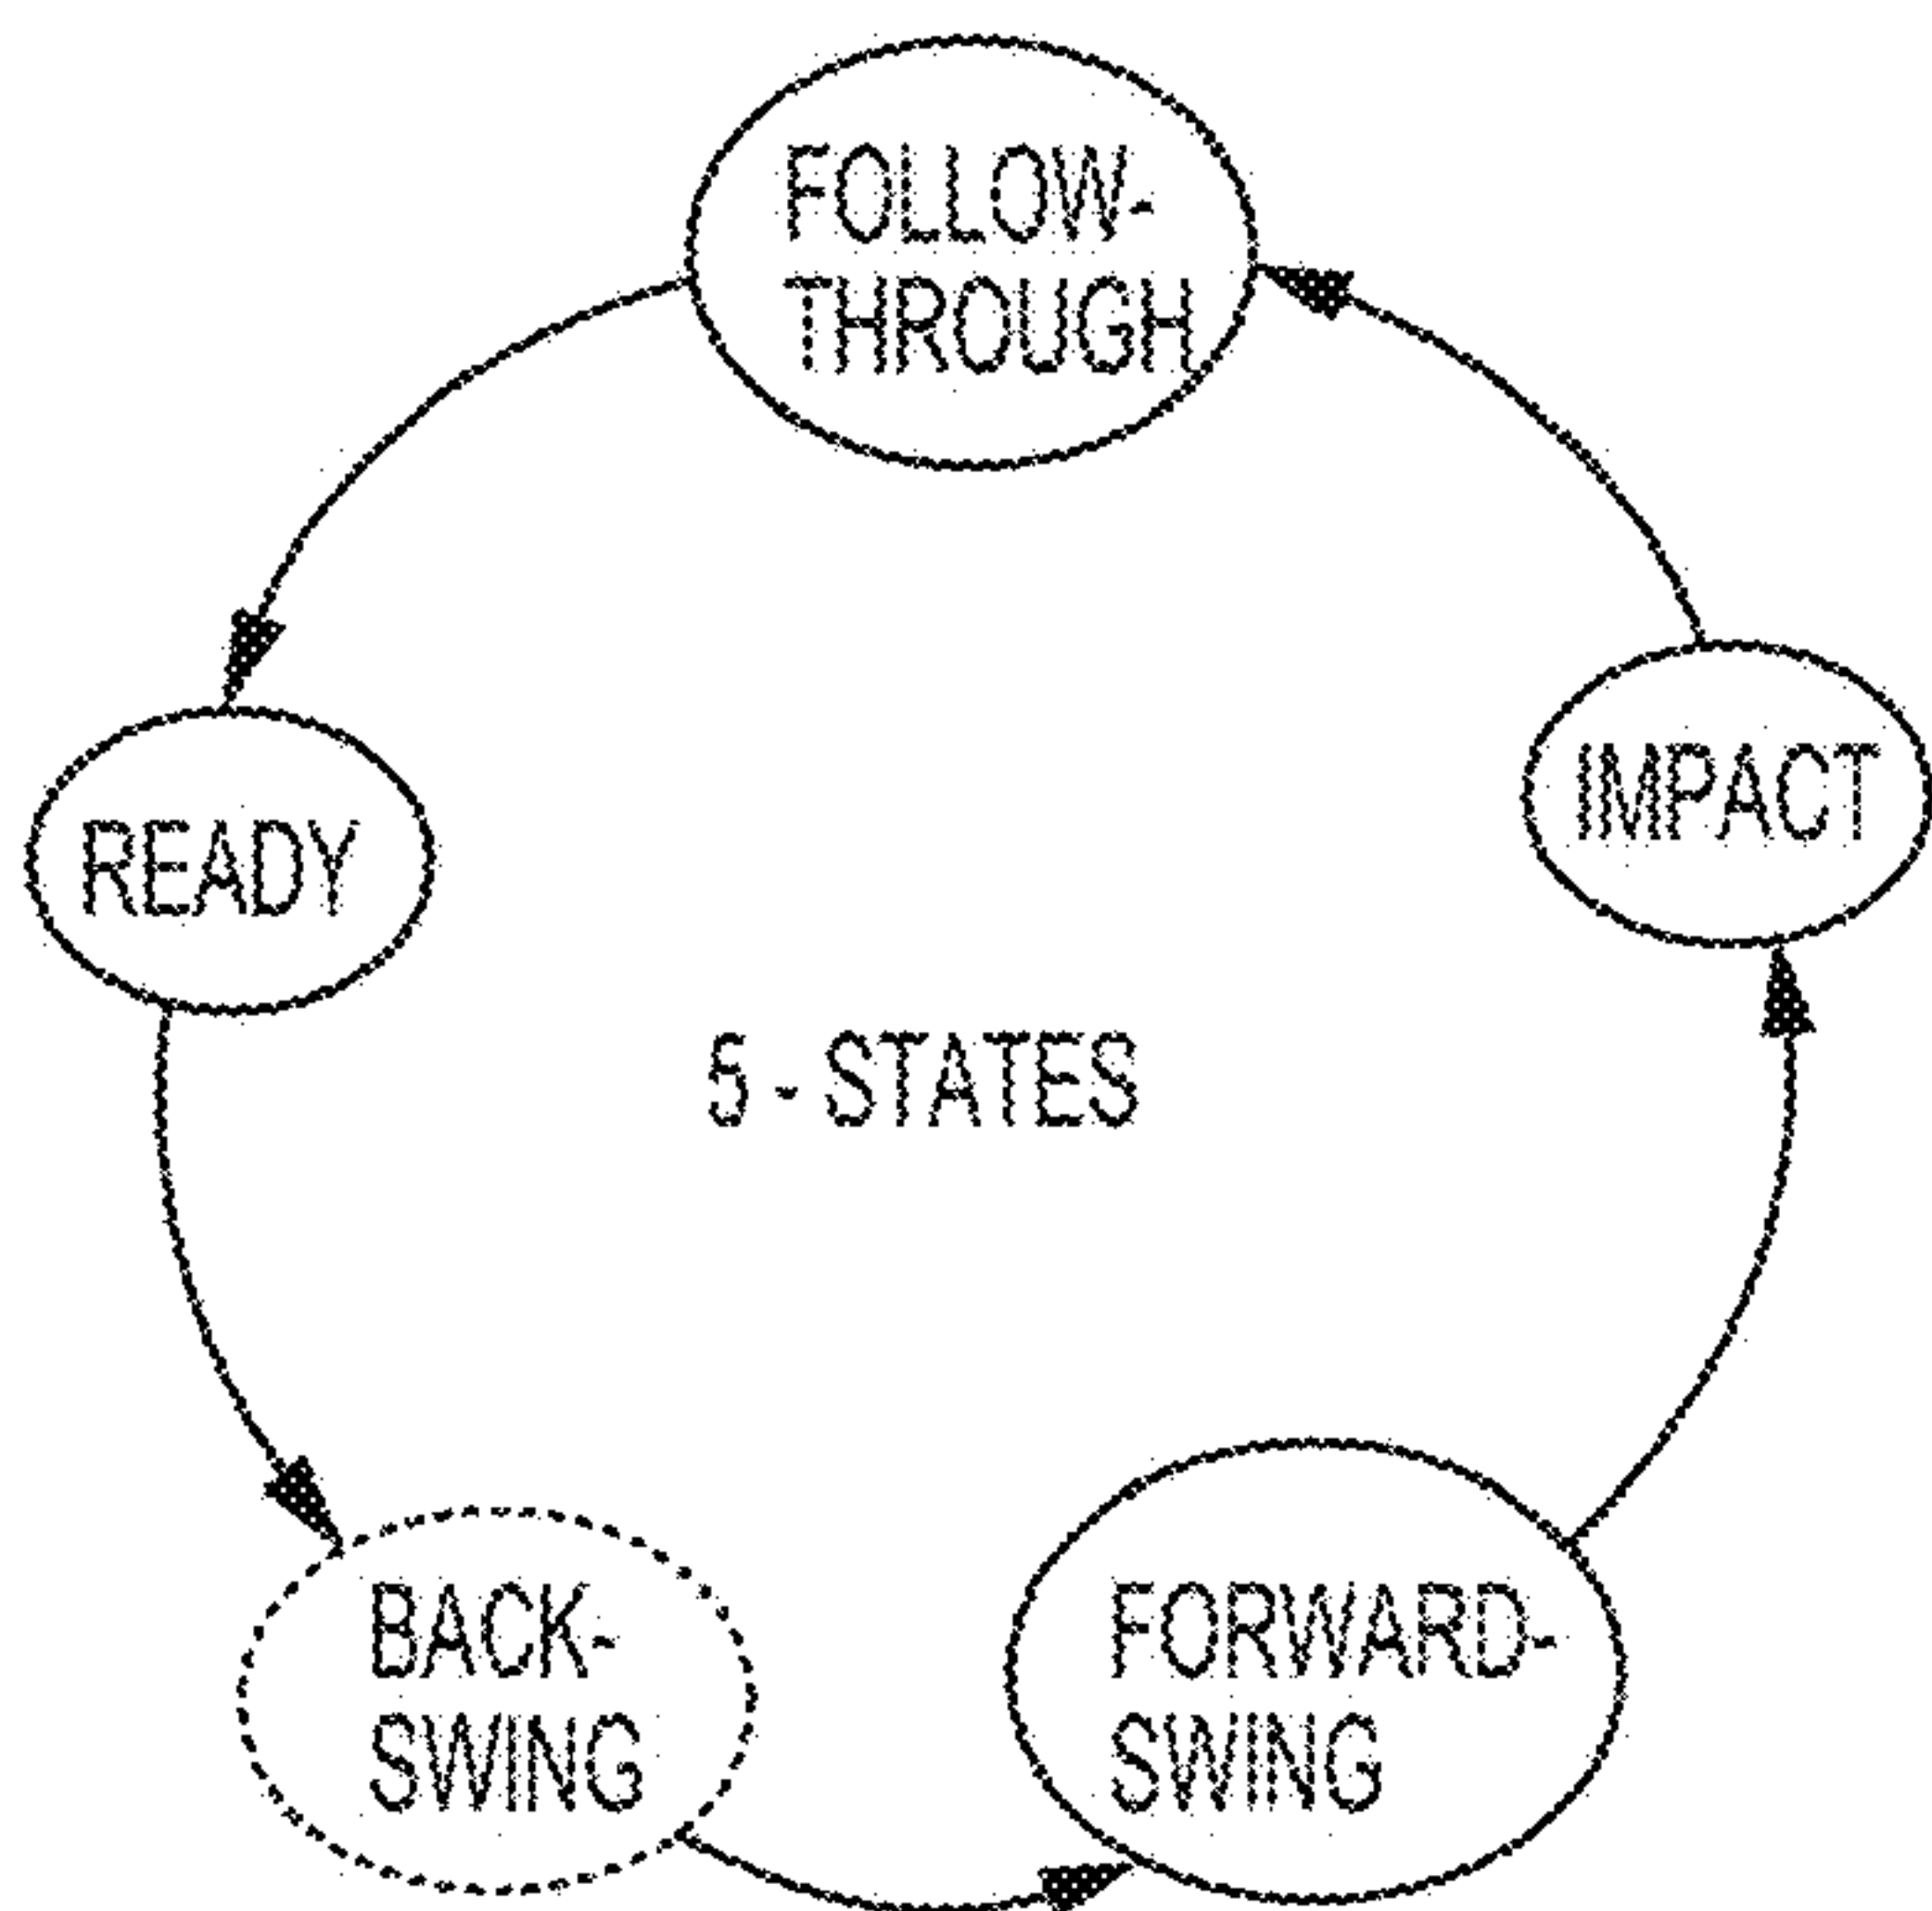 FOLLOW-
THROUGH
READY
IMPACT
5 - STATES
BACK-
SWING
FORWARD-
SWING